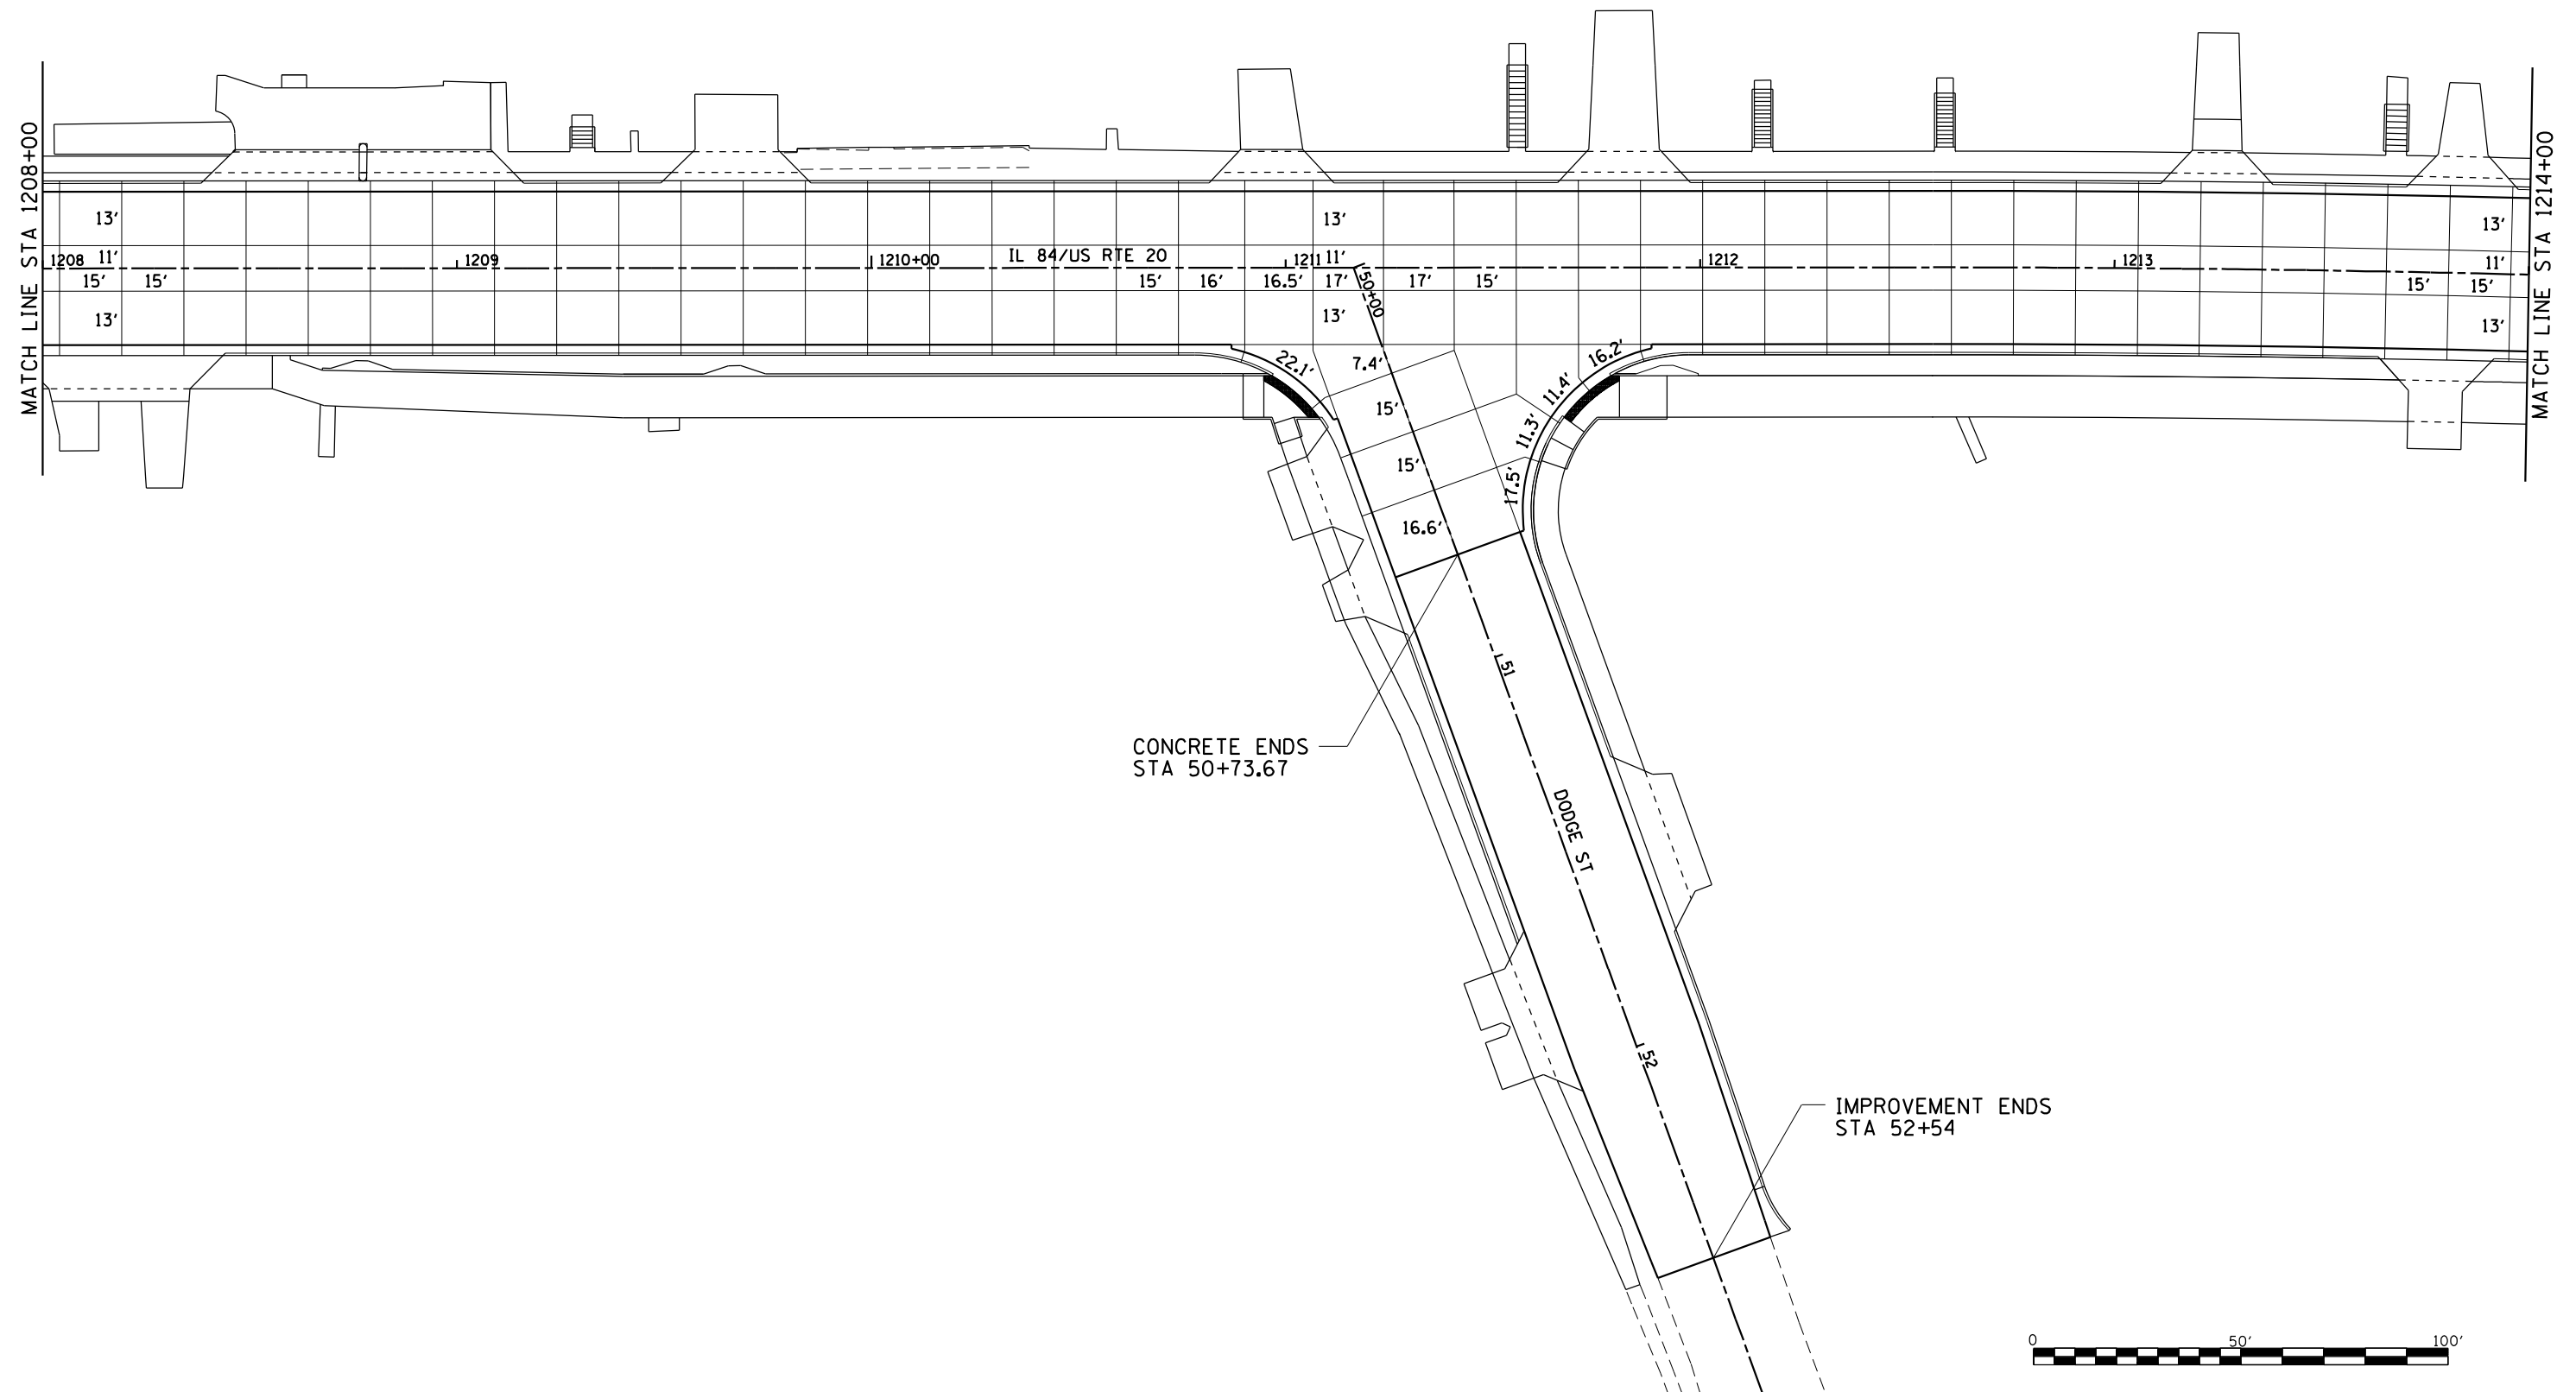 MATCH LINE STA 1208+00
13'
13'
13'
1208 11'
1209
1210+00
IL 84/US RTE 20
1211 11'
1212
1213
11'
15' 15'
15' 16' 16.5' 17'
50+00
17' 15'
15' 15'
13'
13'
13'
22.1'
7.4'
16.2'
11.4'
15'
11.3'
15'
17.5'
16.6'
MATCH LINE STA 1214+00
51
CONCRETE ENDS
STA 50+73.67
DODGE ST
52
IMPROVEMENT ENDS
STA 52+54
0 50' 100'